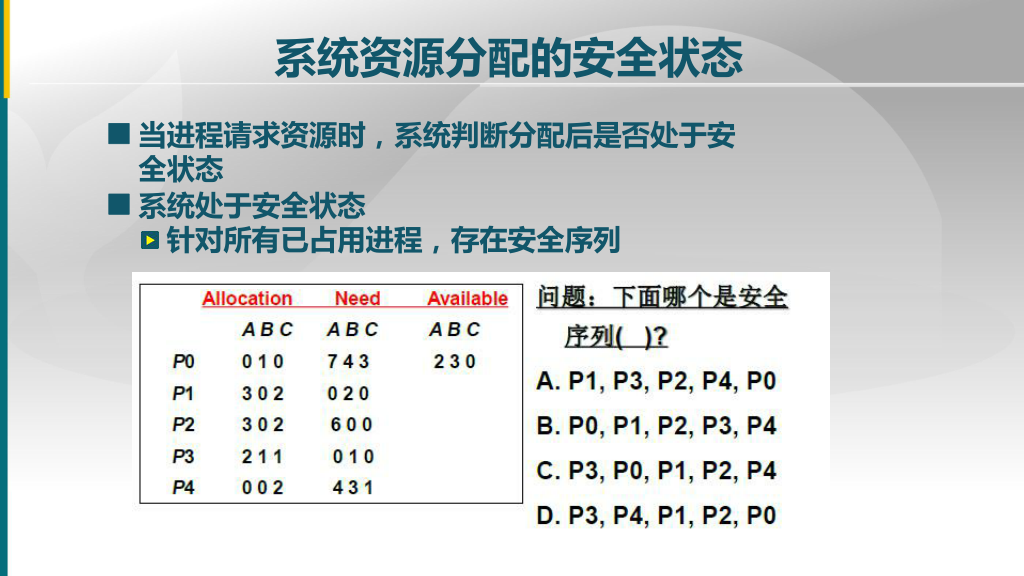 系统资源分配的安全状态
当进程请求资源时，系统判断分配后是否处于安
全状态
系统处于安全状态
针对所有已占用进程，存在安全序列
Allocation Need Available
A B C A B C A B C
P0 0 1 0 7 4 3 2 3 0
P1 3 0 2 0 2 0
P2 3 0 2 6 0 0
P3 2 1 1 0 1 0
P4 0 0 2 4 3 1
问题：下面哪个是安全
序列( )?
A. P1, P3, P2, P4, P0
B. P0, P1, P2, P3, P4
C. P3, P0, P1, P2, P4
D. P3, P4, P1, P2, P0